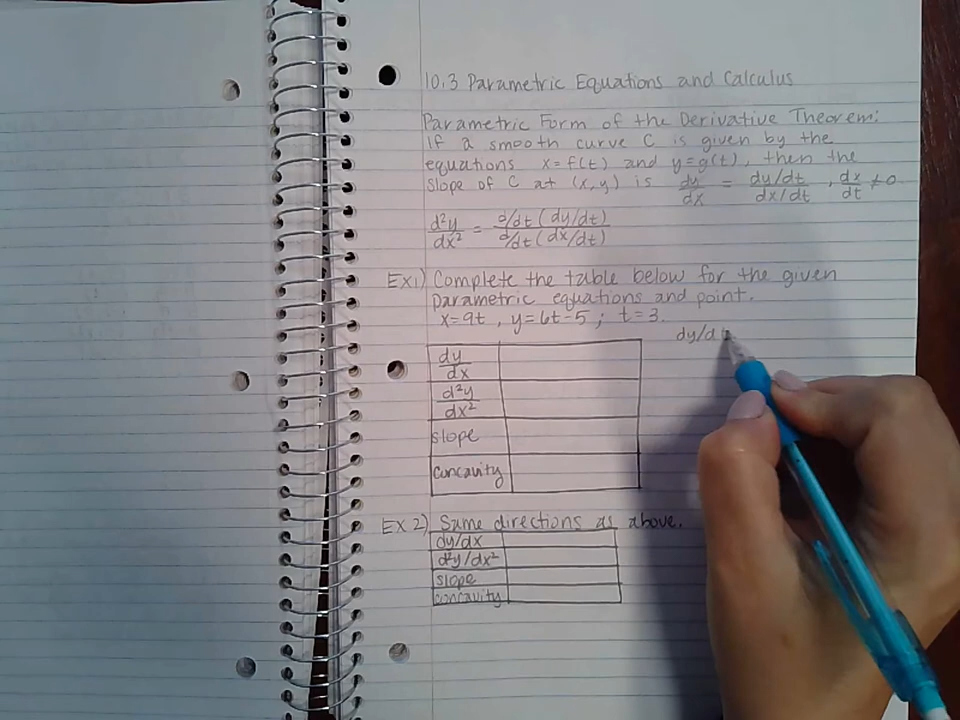 10.3 Parametric Equations and Calculus
Parametric Form of the Derivative Theorem:
If a smooth curve C is given by the
equations x=f(t) and y=g(t), then the
slope of C at (x,y) is dy/dx = (dy/dt)/(dx/dt), dx/dt ≠ 0
d²y/dx² = d/dt(dy/dt)/d/dt(dx/dt)
Ex1) Complete the table below for the given
parametric equations and point.
x=9t, y=6t-5; t=3.
dy/dt
dy/dx
d²y/dx²
slope
concavity
Ex 2) Same directions as above.
dy/dx
d²y/dx²
slope
concavity